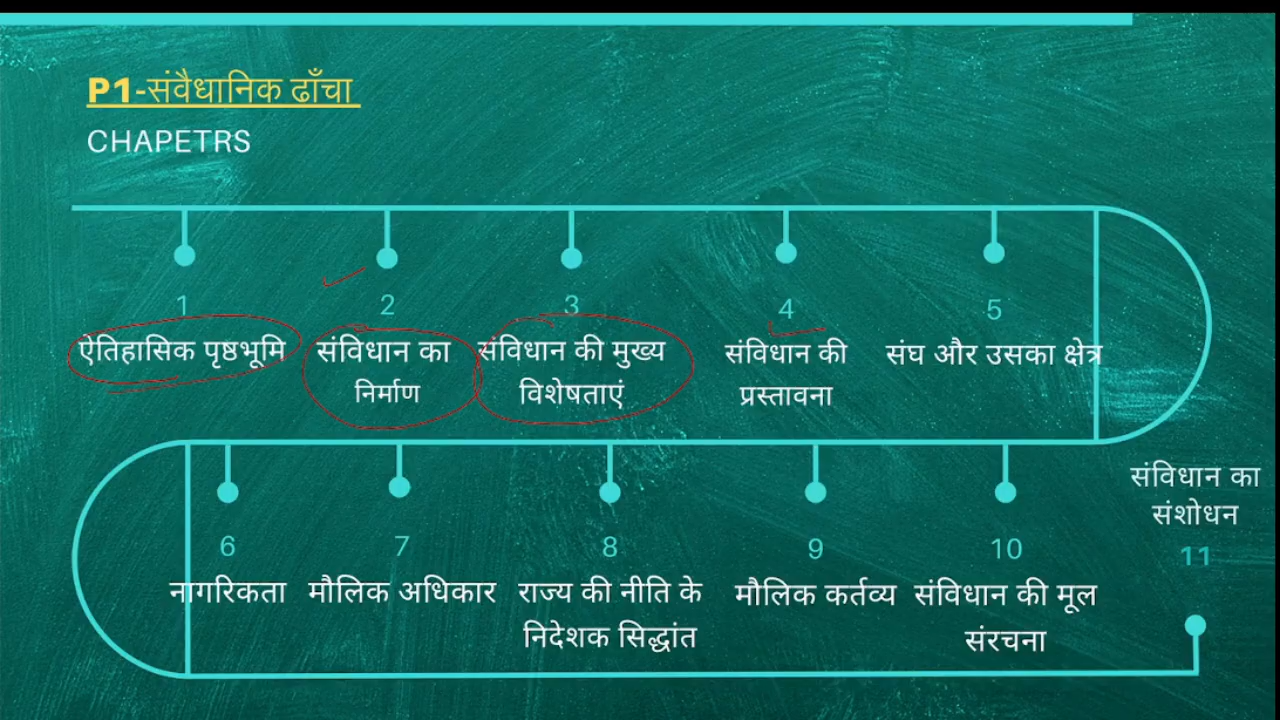 P1-संवैधानिक ढाँचा
CHAPETRS
1
ऐतिहासिक पृष्ठभूमि
2
संविधान का
निर्माण
3
संविधान की मुख्य
विशेषताएं
4
संविधान की
प्रस्तावना
5
संघ और उसका क्षेत्र
6
नागरिकता
7
मौलिक अधिकार
8
राज्य की नीति के
निदेशक सिद्धांत
9
मौलिक कर्तव्य
10
संविधान की मूल
संरचना
संविधान का
संशोधन
11